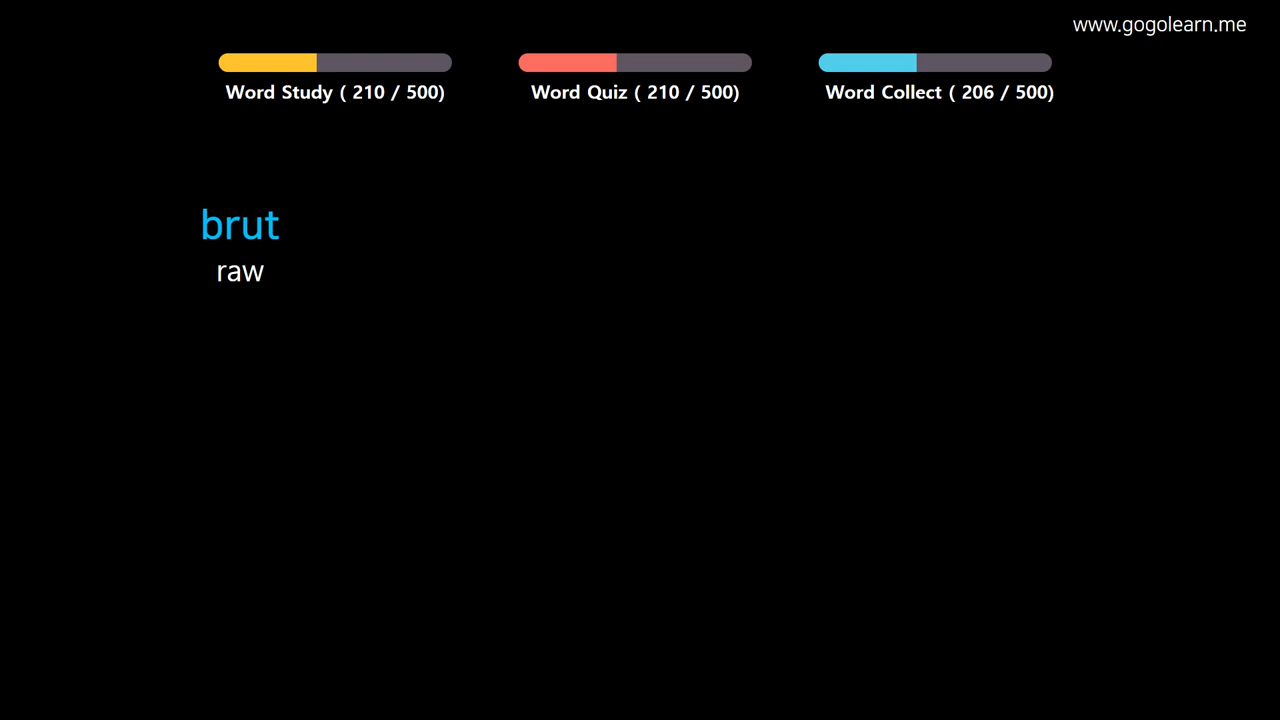 www.gogolearn.me
Word Study ( 210 / 500)
Word Quiz ( 210 / 500)
Word Collect ( 206 / 500)
brut
raw